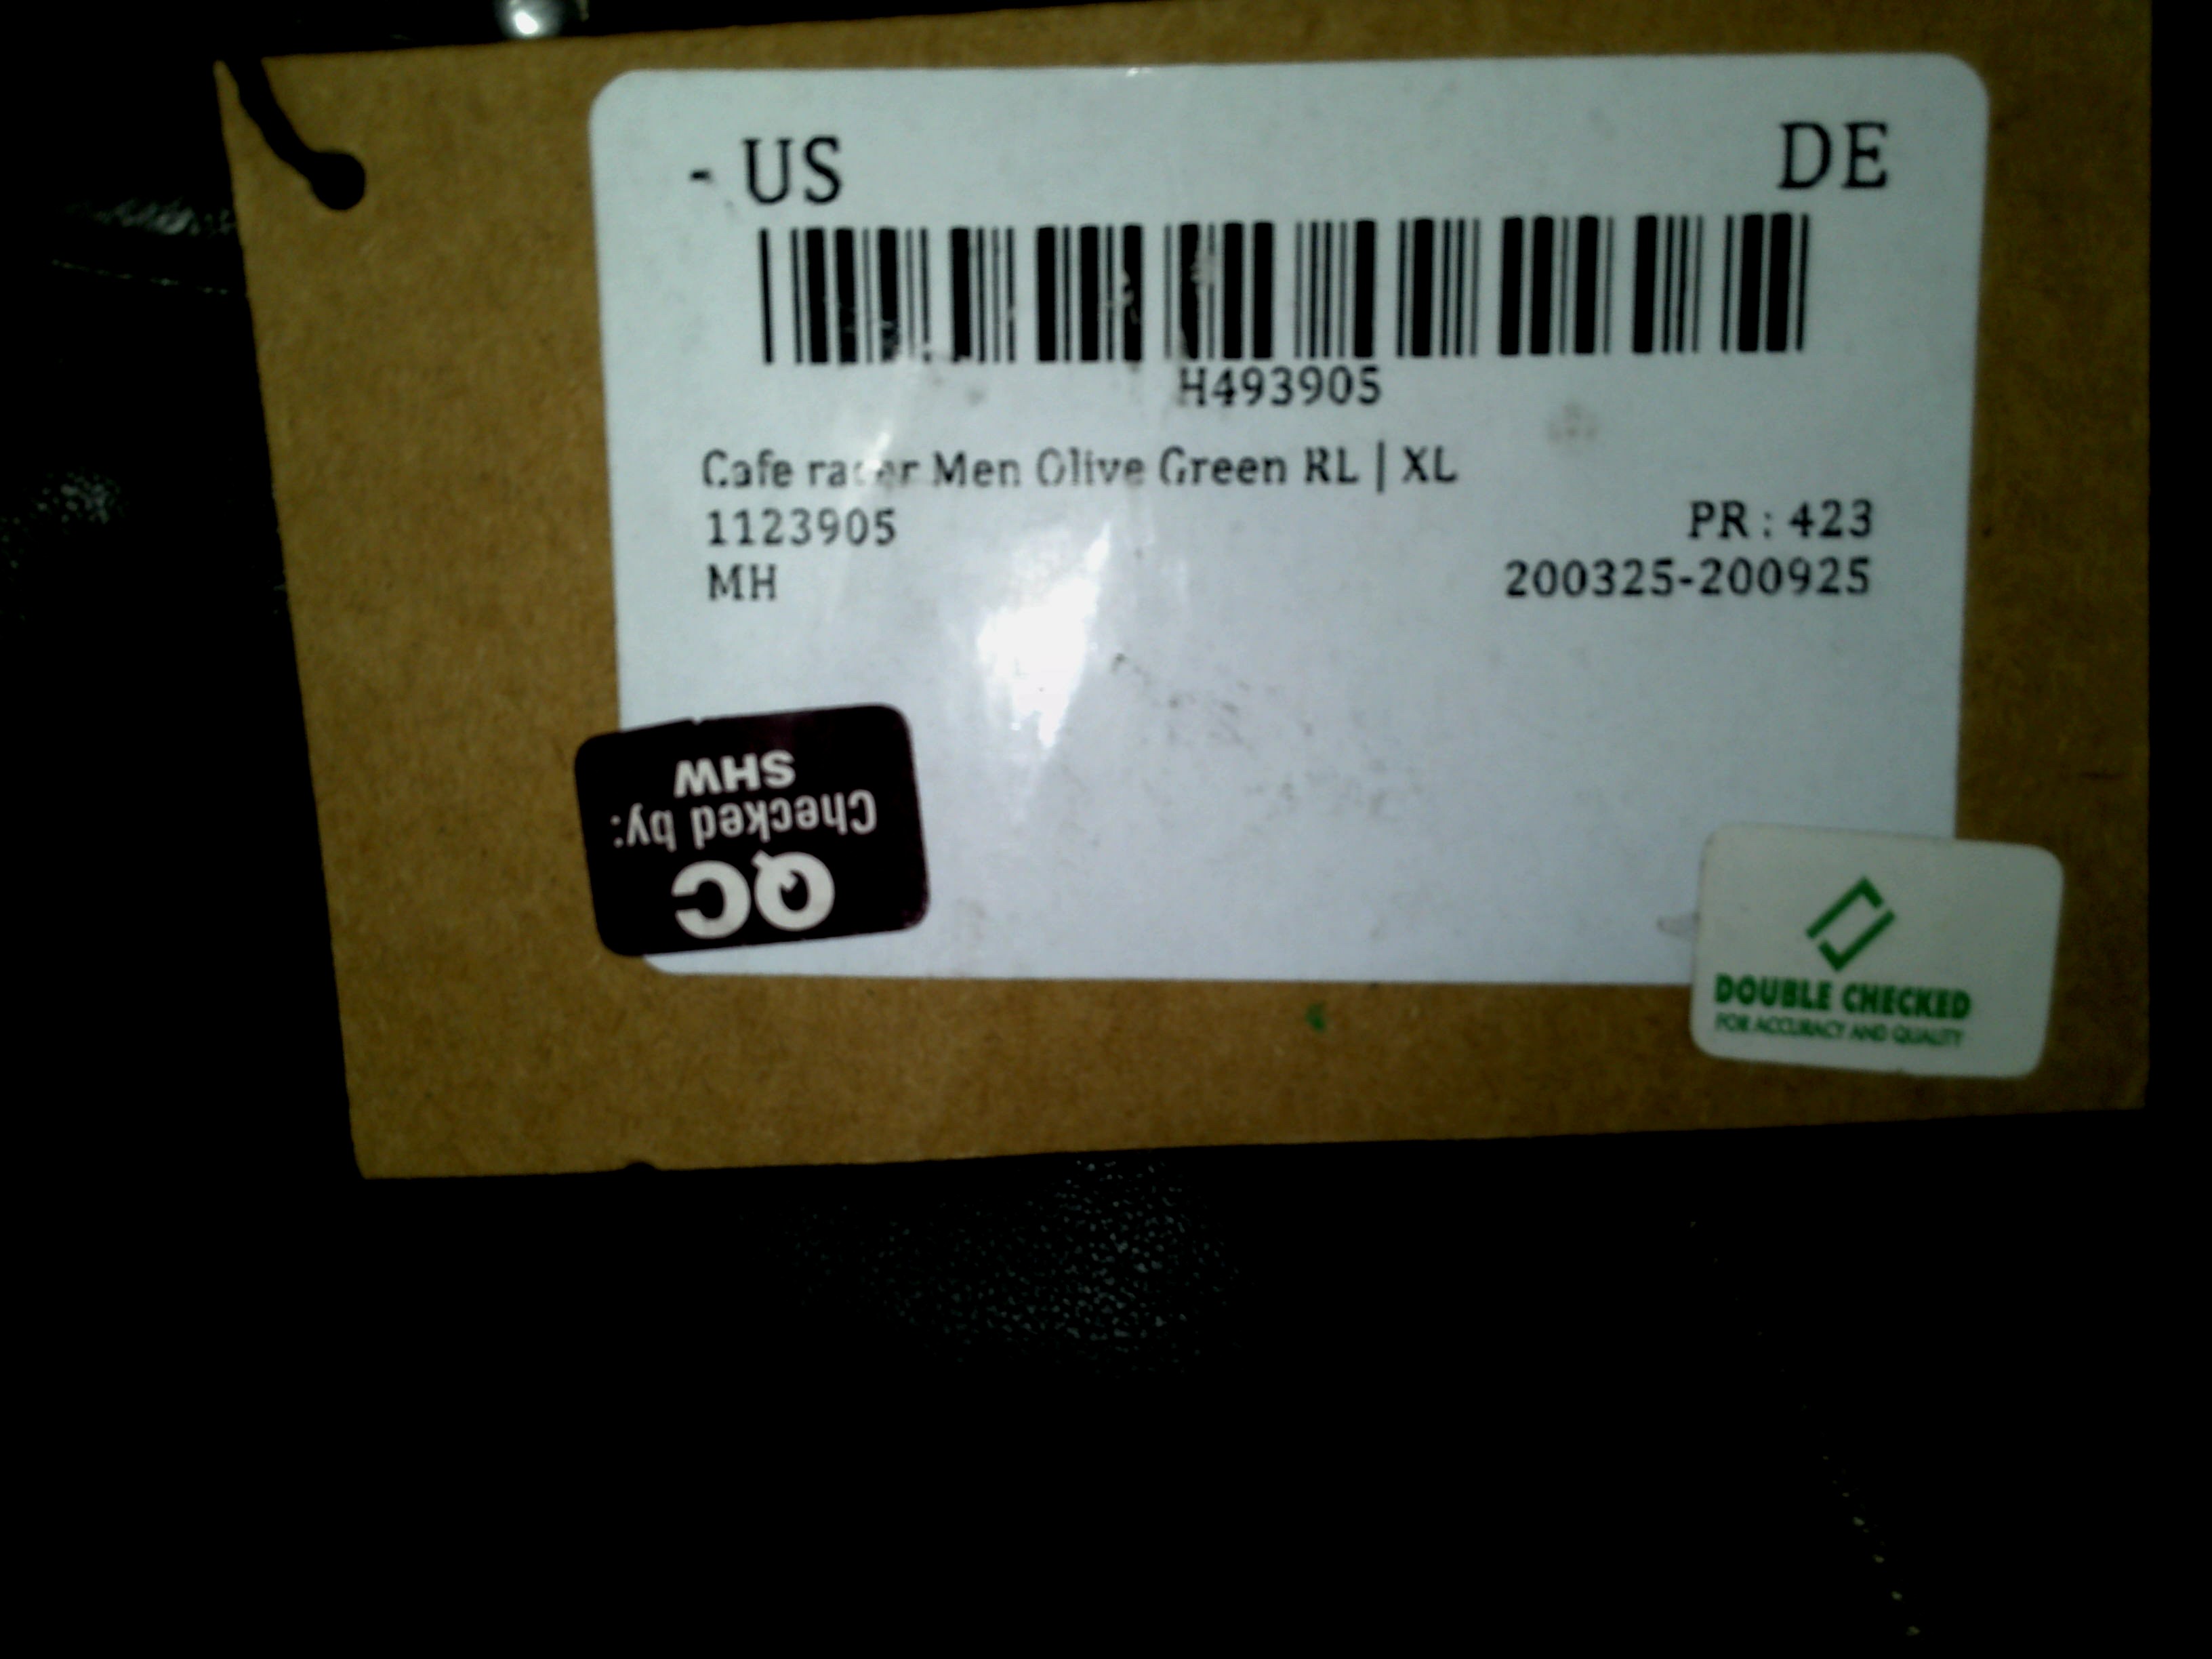 - US DE
H493905
Cafe racer Men Olive Green RL | XL
1123905 PR : 423
MH 200325-200925
QC
Checked by:
SHW
DOUBLE CHECKED
FOR ACCURACY AND QUALITY